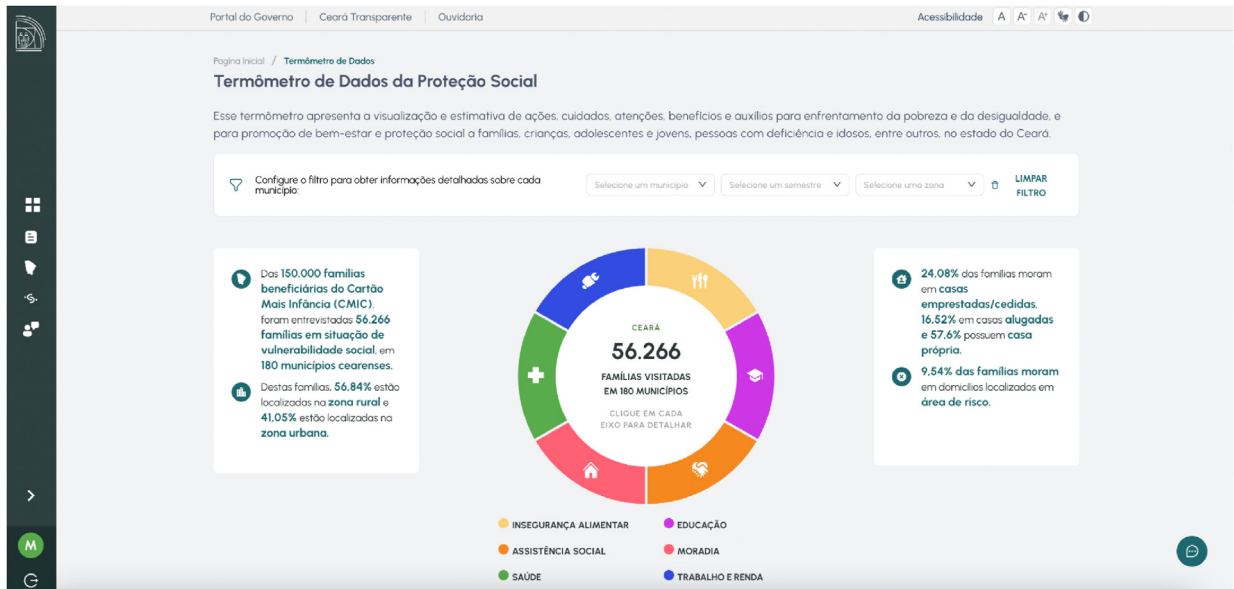 Portal do Governo
Ceará Transparente
Ouvidoria
Acessibilidade
A A- A+
Pagina Inicial / Termômetro de Dados
Termômetro de Dados da Proteção Social
Esse termômetro apresenta a visualização e estimativa de ações, cuidados, atenções, benefícios e auxílios para enfrentamento da pobreza e da desigualdade, e
para promoção de bem-estar e proteção social a famílias, crianças, adolescentes e jovens, pessoas com deficiência e idosos, entre outros, no estado do Ceará.
Configure o filtro para obter informações detalhadas sobre cada
município:
Selecione um município
Selecione um semestre
Selecione uma zona
LIMPAR
FILTRO
Das 150.000 famílias
beneficiárias do Cartão
Mais Infância (CMIC),
foram entrevistadas 56.266
famílias em situação de
vulnerabilidade social, em
180 municípios cearenses.
Destas famílias, 56,84% estão
localizadas na zona rural e
41,05% estão localizadas na
zona urbana.
CEARÁ
56.266
FAMÍLIAS VISITADAS
EM 180 MUNICÍPIOS
CLIQUE EM CADA
EIXO PARA DETALHAR
24,08% das famílias moram
em casas
emprestadas/cedidas,
16,52% em casas alugadas
e 57,6% possuem casa
própria.
9,54% das famílias moram
em domicílios localizados em
área de risco.
INSEGURANÇA ALIMENTAR
EDUCAÇÃO
ASSISTÊNCIA SOCIAL
MORADIA
SAÚDE
TRABALHO E RENDA
M